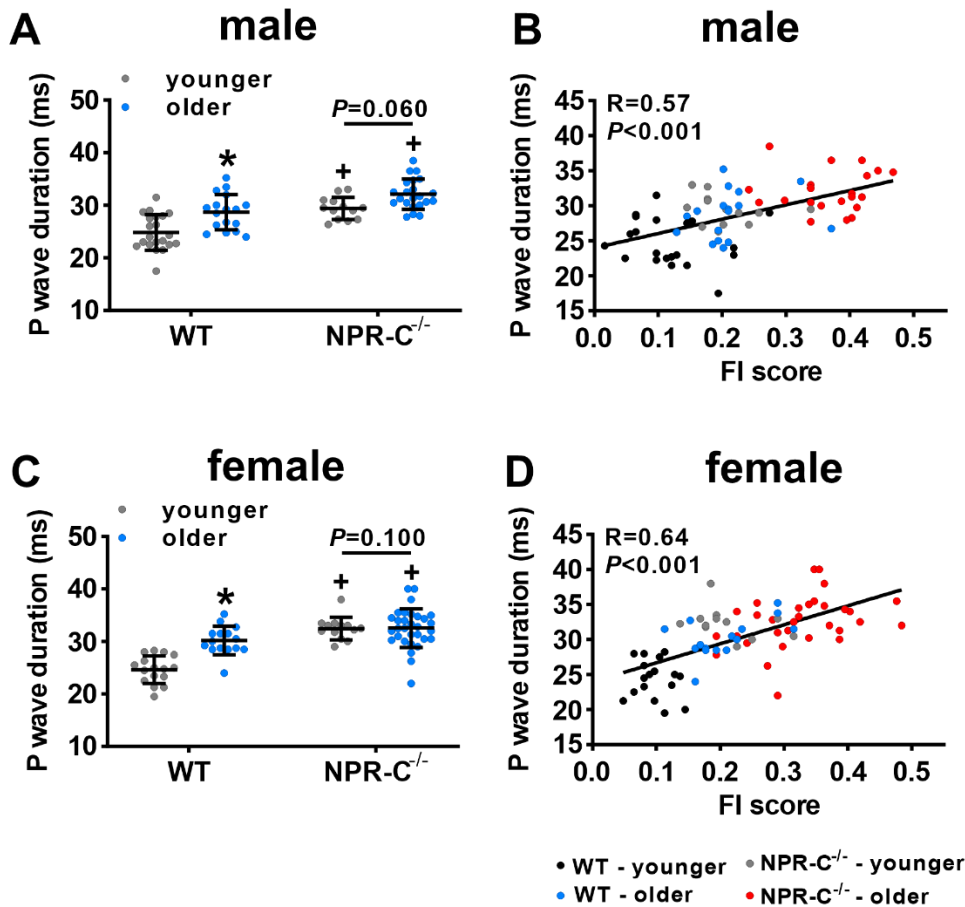 A
male
younger
older
P wave duration (ms)
50
40
30
20
10
*
+
P=0.060
+
WT
NPR-C-/-
B
male
R=0.57
P<0.001
P wave duration (ms)
45
40
35
30
25
20
15
0.0 0.1 0.2 0.3 0.4 0.5
FI score
C
female
younger
older
P wave duration (ms)
50
40
30
20
10
*
+
P=0.100
+
WT
NPR-C-/-
D
female
R=0.64
P<0.001
P wave duration (ms)
45
40
35
30
25
20
15
0.0 0.1 0.2 0.3 0.4 0.5
FI score
WT - younger
NPR-C-/- - younger
WT - older
NPR-C-/- - older